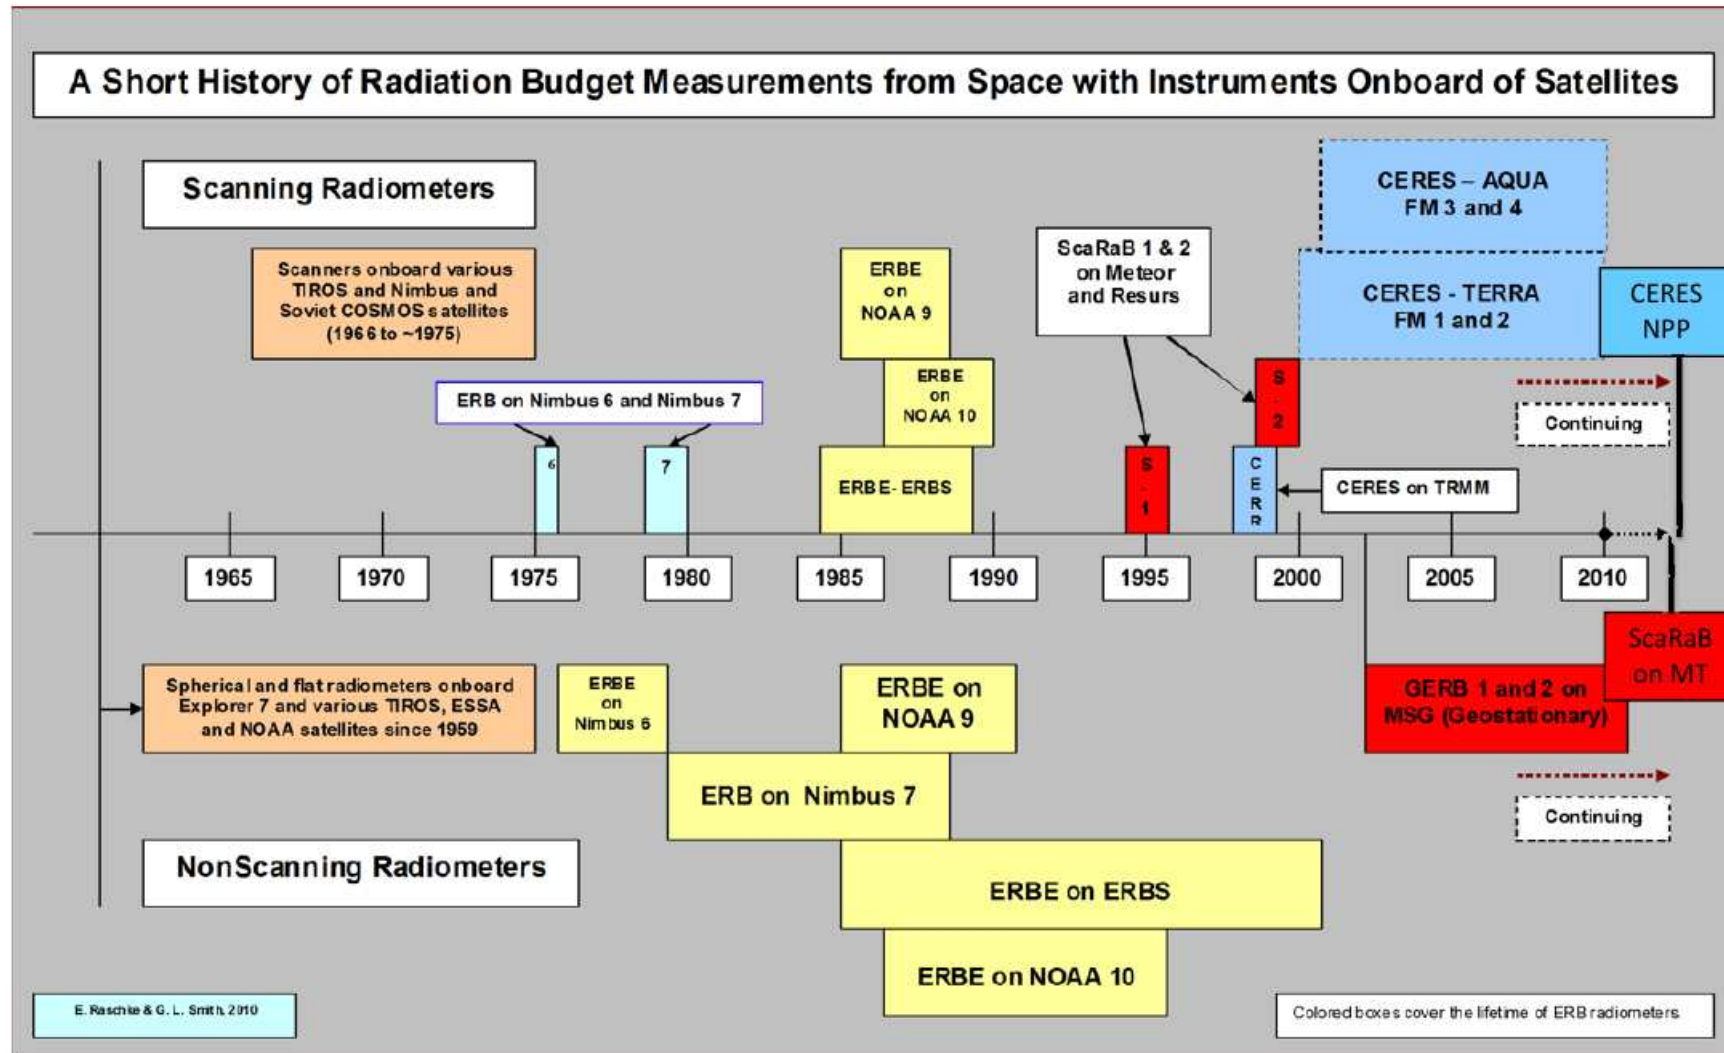 A Short History of Radiation Budget Measurements from Space with Instruments Onboard of Satellites
Scanning Radiometers
CERES – AQUA
FM 3 and 4
Scanners onboard various
TIROS and Nimbus and
Soviet COSMOS satellites
(1966 to ~1975)
ERBE
on
NOAA 9
ScaRaB 1 & 2
on Meteor
and Resurs
CERES - TERRA
FM 1 and 2
CERES
NPP
ERB on Nimbus 6 and Nimbus 7
ERBE
on
NOAA 10
S
-
2
Continuing
6
7
ERBE- ERBS
S
-
1
C
E
R
R
CERES on TRMM
1965
1970
1975
1980
1985
1990
1995
2000
2005
2010
Spherical and flat radiometers onboard
Explorer 7 and various TIROS, ESSA
and NOAA satellites since 1959
ERBE
on
Nimbus 6
ERBE on
NOAA 9
GERB 1 and 2 on
MSG (Geostationary)
ScaRaB
on MT
ERB on Nimbus 7
Continuing
NonScanning Radiometers
ERBE on ERBS
ERBE on NOAA 10
E. Raschke & G. L. Smith, 2010
Colored boxes cover the lifetime of ERB radiometers